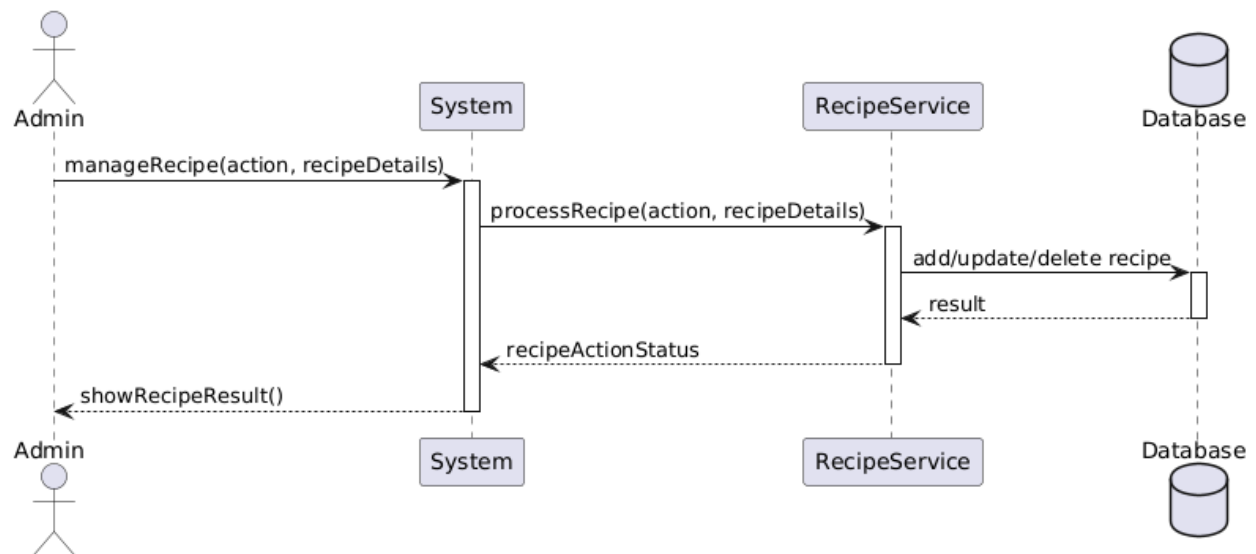 Admin
System
RecipeService
Database
manageRecipe(action, recipeDetails)
processRecipe(action, recipeDetails)
add/update/delete recipe
result
recipeActionStatus
showRecipeResult()
Admin
System
RecipeService
Database